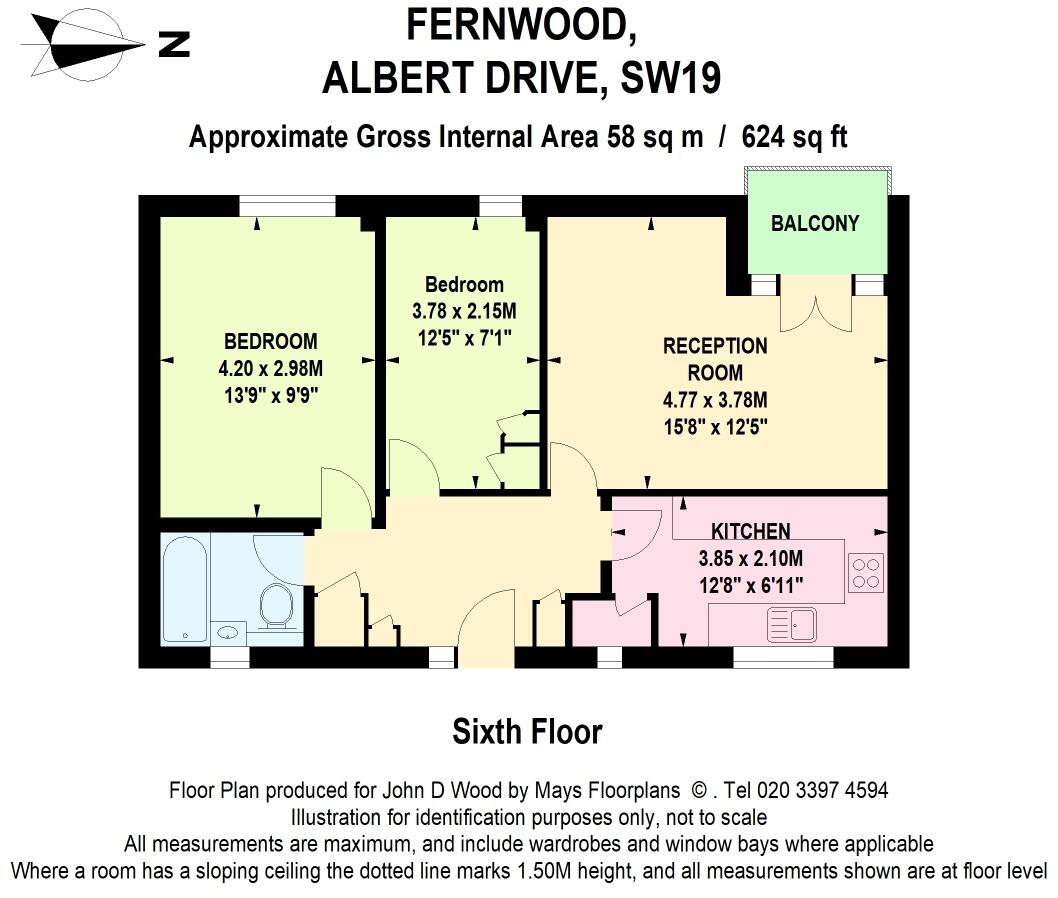 N
FERNWOOD,
ALBERT DRIVE, SW19
Approximate Gross Internal Area 58 sq m / 624 sq ft
BALCONY
Bedroom
3.78 x 2.15M
12'5" x 7'1"
BEDROOM
4.20 x 2.98M
13'9" x 9'9"
RECEPTION
ROOM
4.77 x 3.78M
15'8" x 12'5"
KITCHEN
3.85 x 2.10M
12'8" x 6'11"
Sixth Floor
Floor Plan produced for John D Wood by Mays Floorplans © . Tel 020 3397 4594
Illustration for identification purposes only, not to scale
All measurements are maximum, and include wardrobes and window bays where applicable
Where a room has a sloping ceiling the dotted line marks 1.50M height, and all measurements shown are at floor level